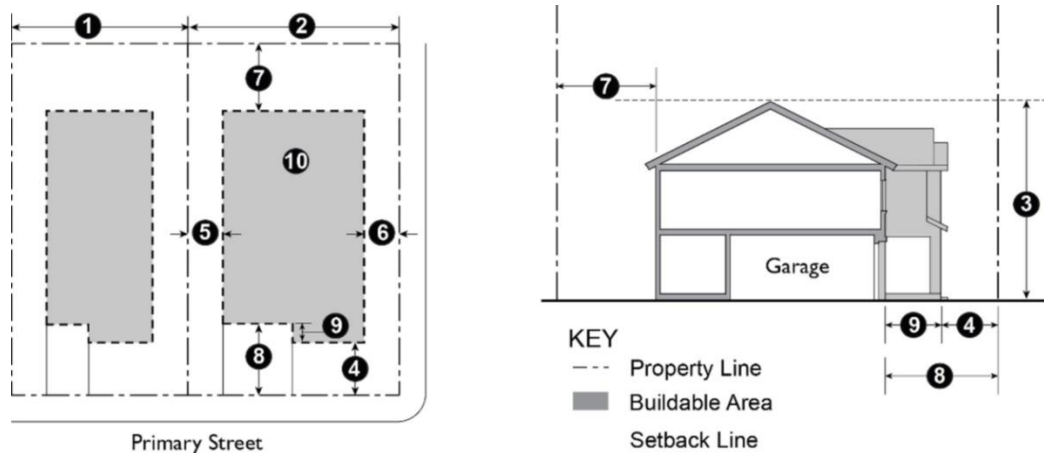 1 2
7
10
5 6
9
8 4
Primary Street
7
3
Garage
9 4
8
KEY
Property Line
Buildable Area
Setback Line